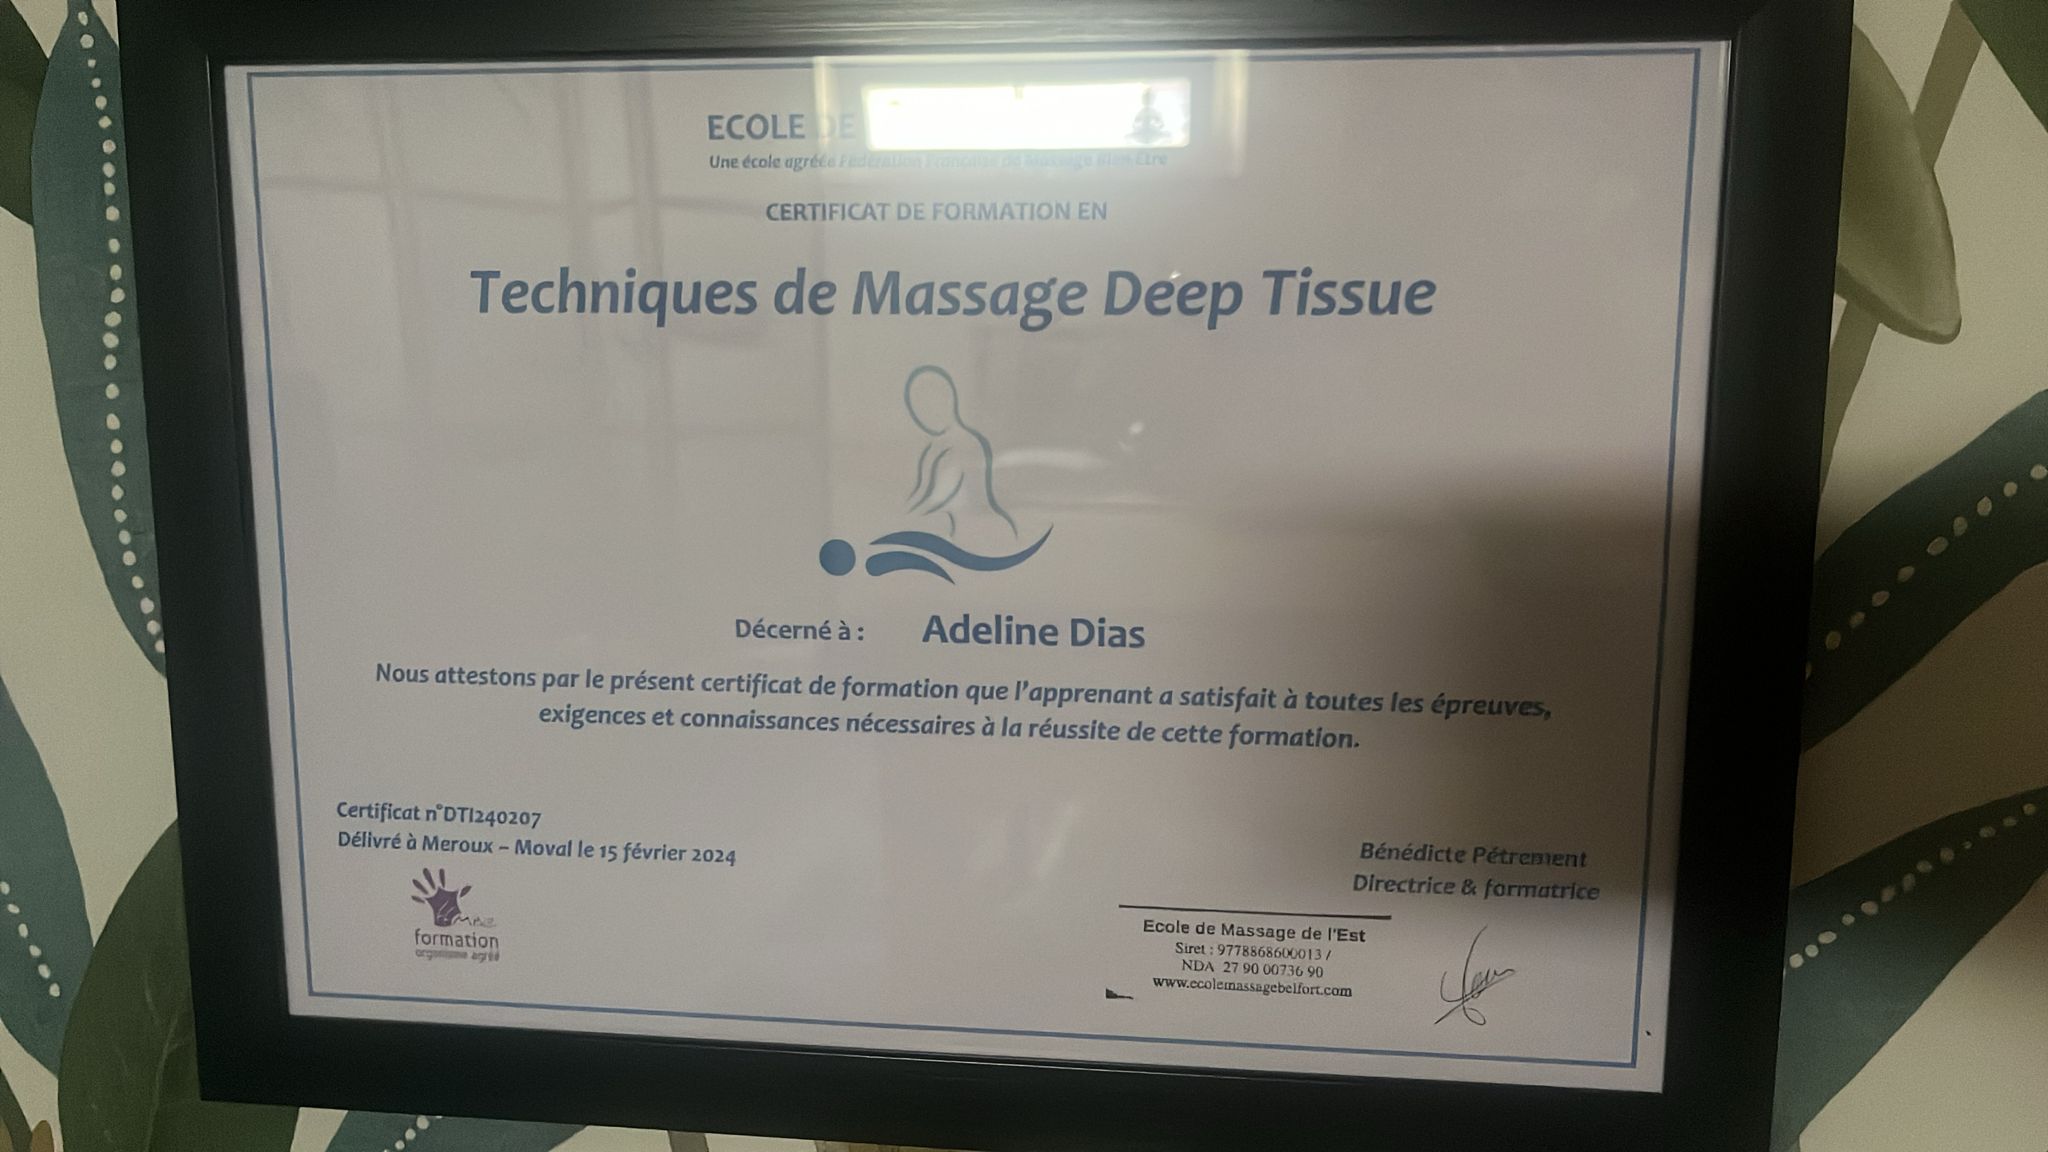 ECOLE DE
Une école agréée Fédération Française de Massage Bien Etre
CERTIFICAT DE FORMATION EN
Techniques de Massage Deep Tissue
Décerné à : Adeline Dias
Nous attestons par le présent certificat de formation que l'apprenant a satisfait à toutes les épreuves,
exigences et connaissances nécessaires à la réussite de cette formation.
Certificat n°DTI240207
Délivré à Meroux – Moval le 15 février 2024
formation
organisme agréé
Bénédicte Pétrement
Directrice & formatrice
Ecole de Massage de l'Est
Siret : 9778868600013 /
NDA 27 90 00736 90
www.ecolemassagebelfort.com